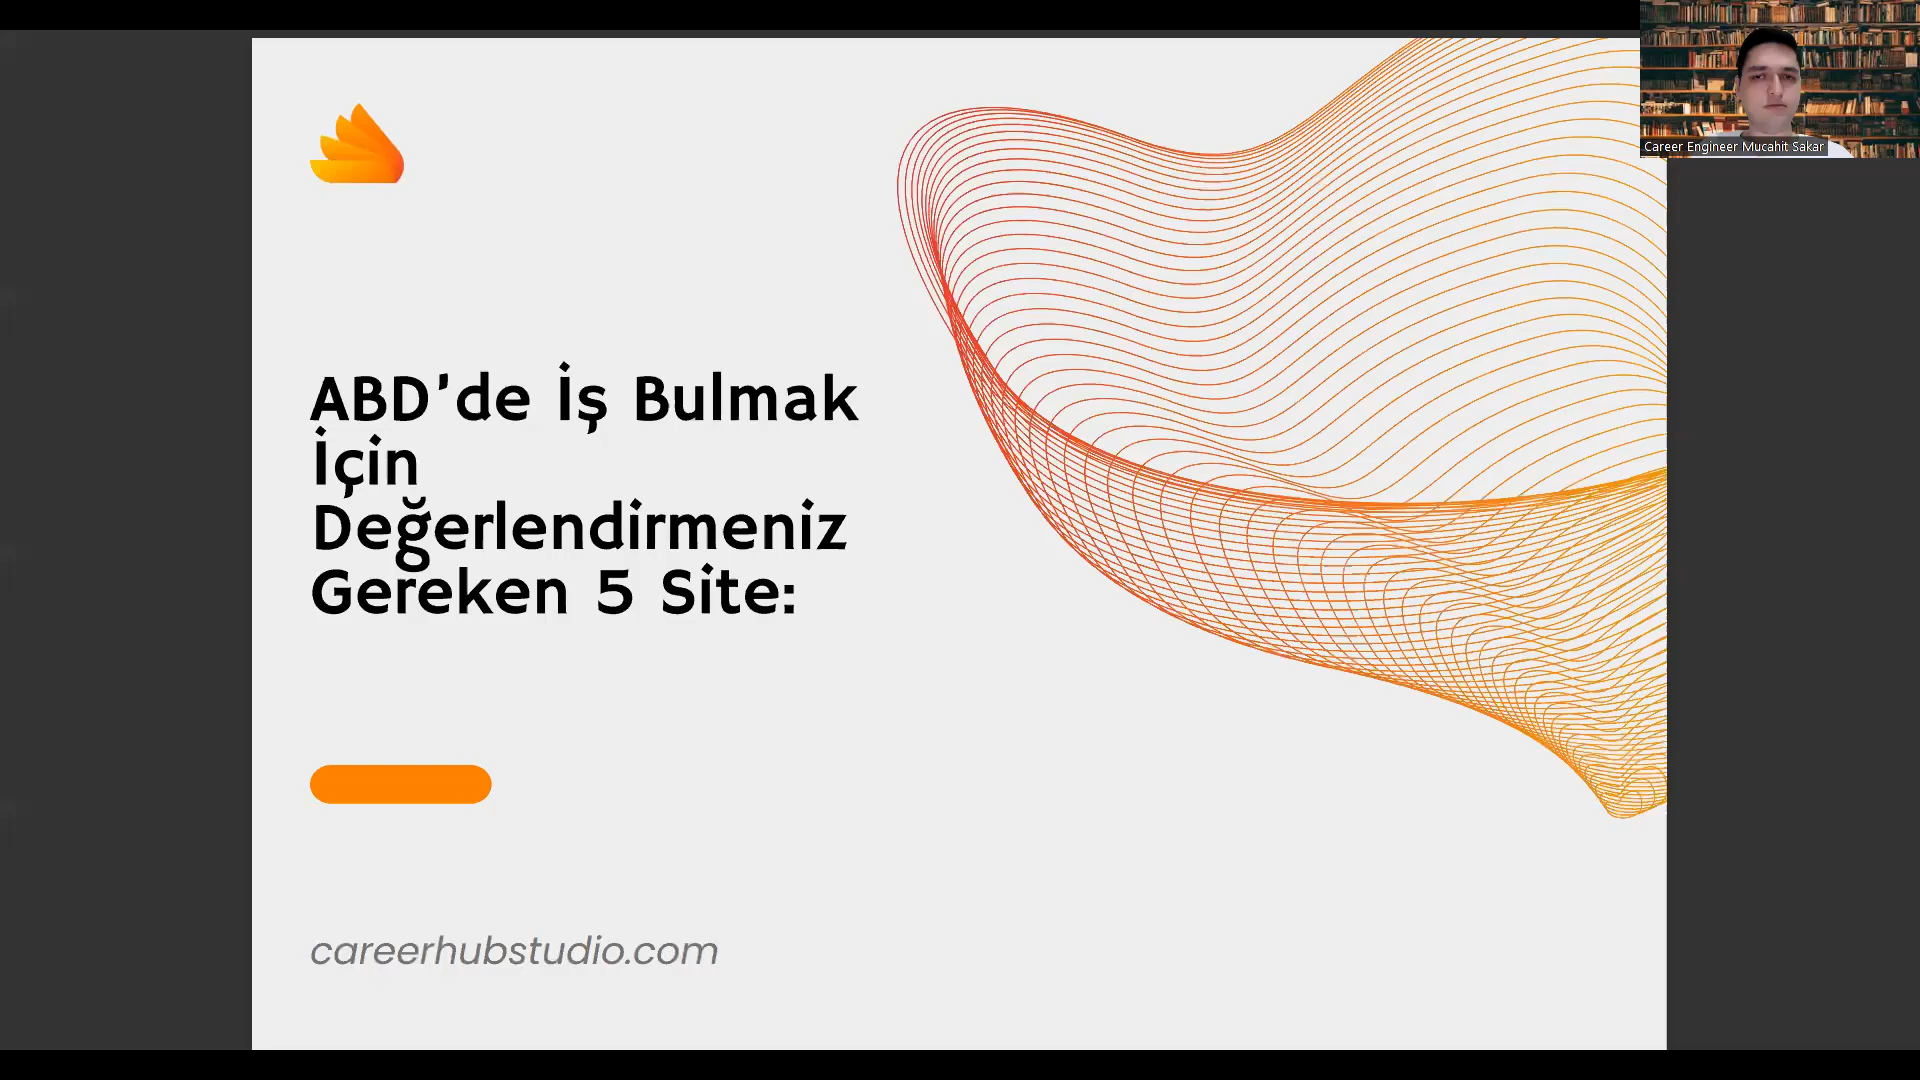 Career Engineer Mucahit Sakar
ABD’de İş Bulmak
İçin
Değerlendirmeniz
Gereken 5 Site:
careerhubstudio.com